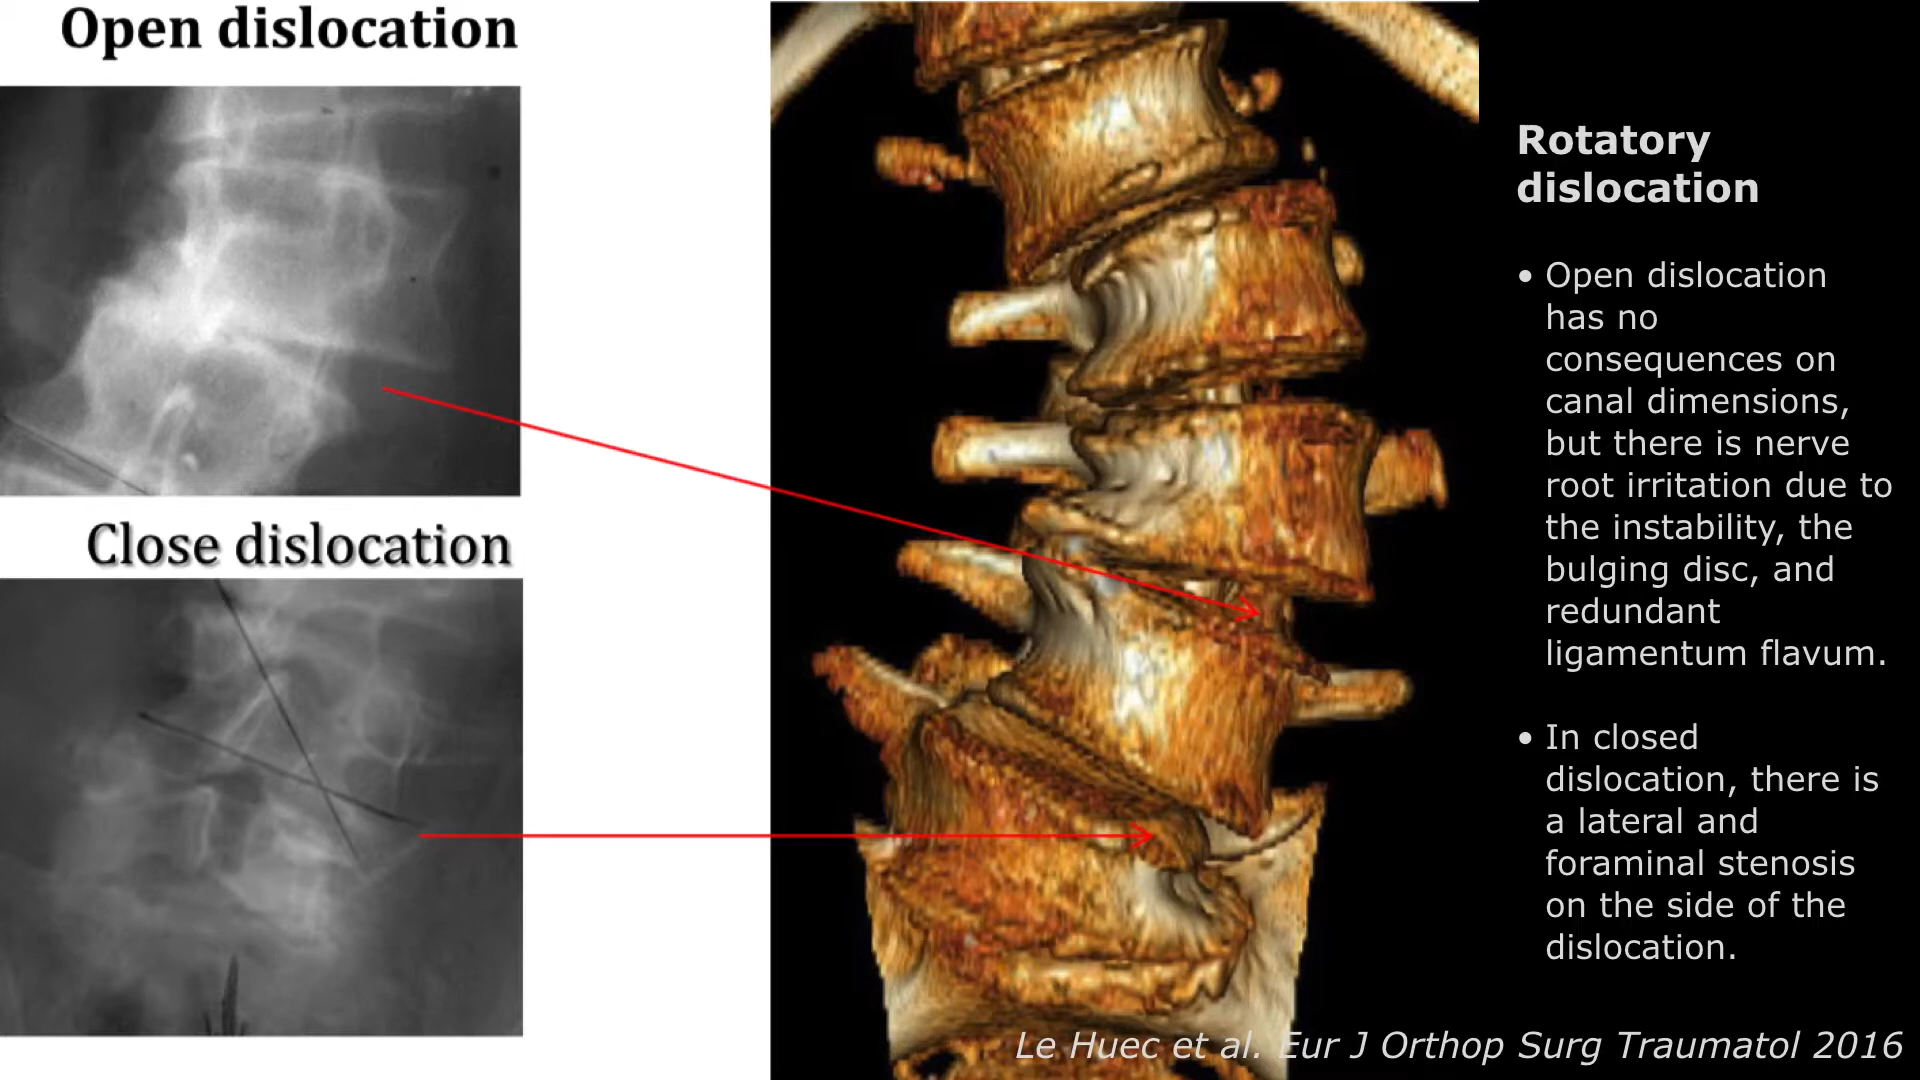 Open dislocation
Close dislocation
Rotatory
dislocation
• Open dislocation
has no
consequences on
canal dimensions,
but there is nerve
root irritation due to
the instability, the
bulging disc, and
redundant
ligamentum flavum.
• In closed
dislocation, there is
a lateral and
foraminal stenosis
on the side of the
dislocation.
Le Huec et al. Eur J Orthop Surg Traumatol 2016